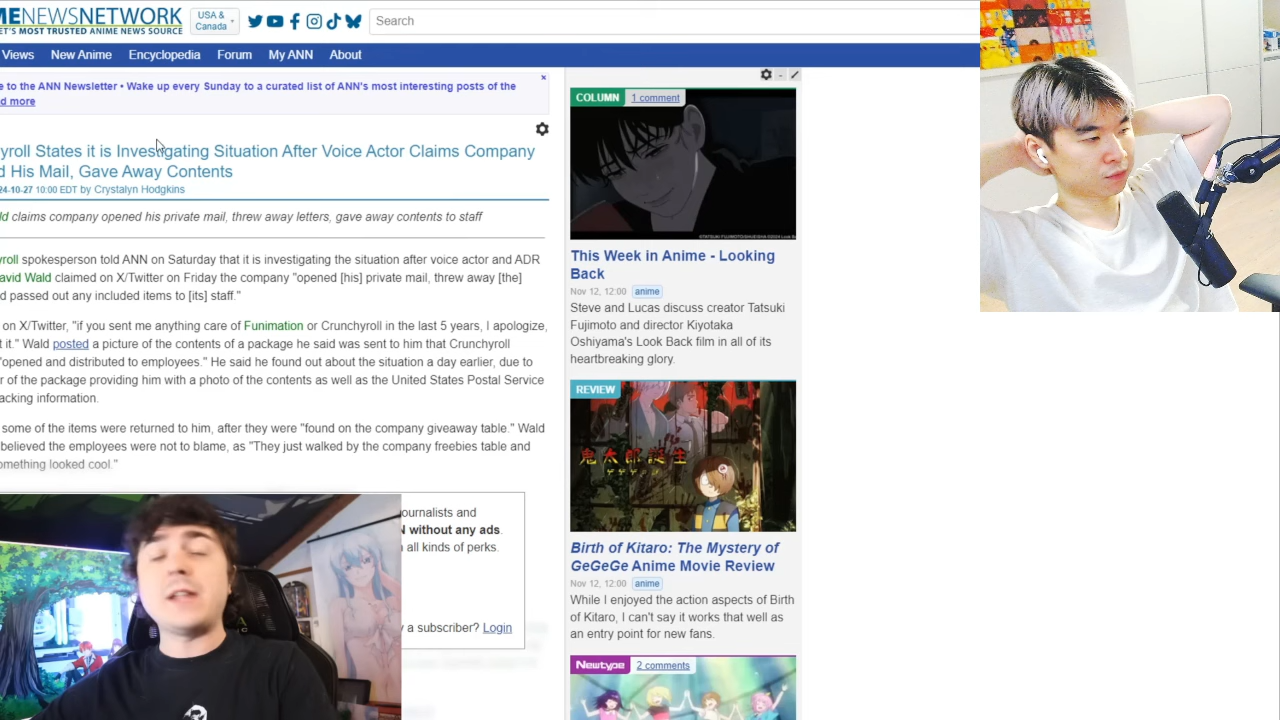 MENEWSNETWORK
ET'S MOST TRUSTED ANIME NEWS SOURCE
USA &
Canada
Search
Views New Anime Encyclopedia Forum My ANN About
e to the ANN Newsletter • Wake up every Sunday to a curated list of ANN's most interesting posts of the
d more
yroll States it is Investigating Situation After Voice Actor Claims Company
d His Mail, Gave Away Contents
24-10-27 10:00 EDT by Crystalyn Hodgkins
ld claims company opened his private mail, threw away letters, gave away contents to staff
yroll spokesperson told ANN on Saturday that it is investigating the situation after voice actor and ADR
avid Wald claimed on X/Twitter on Friday the company "opened [his] private mail, threw away [the]
d passed out any included items to [its] staff."
on X/Twitter, "if you sent me anything care of Funimation or Crunchyroll in the last 5 years, I apologize,
t it." Wald posted a picture of the contents of a package he said was sent to him that Crunchyroll
"opened and distributed to employees." He said he found out about the situation a day earlier, due to
r of the package providing him with a photo of the contents as well as the United States Postal Service
acking information.
some of the items were returned to him, after they were "found on the company giveaway table." Wald
believed the employees were not to blame, as "They just walked by the company freebies table and
omething looked cool."
ournalists and
N without any ads.
all kinds of perks.
y a subscriber? Login
COLUMN 1 comment
This Week in Anime - Looking
Back
Nov 12, 12:00 anime
Steve and Lucas discuss creator Tatsuki
Fujimoto and director Kiyotaka
Oshiyama's Look Back film in all of its
heartbreaking glory.
REVIEW
鬼太郎誕生
ゲゲゲの謎
Birth of Kitaro: The Mystery of
GeGeGe Anime Movie Review
Nov 12, 12:00 anime
While I enjoyed the action aspects of Birth
of Kitaro, I can't say it works that well as
an entry point for new fans.
Newtype 2 comments